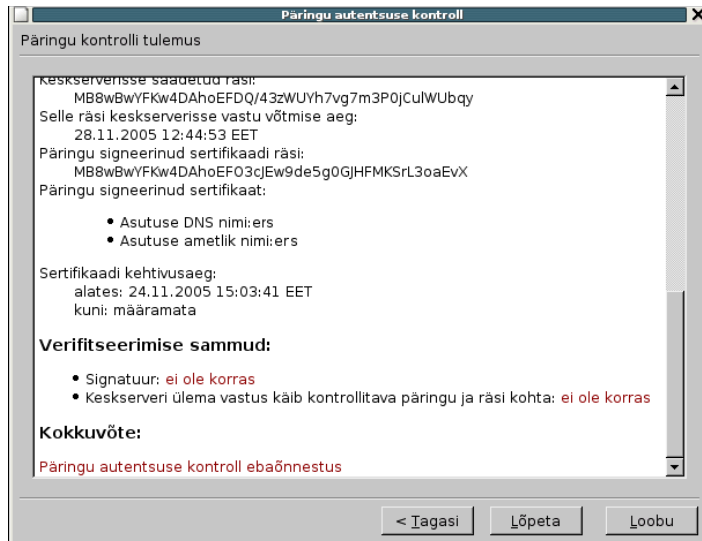 Päringu autentsuse kontroll
Päringu kontrolli tulemus
Keskserverisse saadetud räsi:
MB8wBwYFKw4DAhoEFDQ/43zWUYh7vg7m3P0jCulWUbqy
Selle räsi keskserverisse vastu võtmise aeg:
28.11.2005 12:44:53 EET
Päringu signeerinud sertifikaadi räsi:
MB8wBwYFKw4DAhoEFO3cJEw9de5g0GJHFMKSrL3oaEvX
Päringu signeerinud sertifikaat:
• Asutuse DNS nimi:ers
• Asutuse ametlik nimi:ers
Sertifikaadi kehtivusaeg:
alates: 24.11.2005 15:03:41 EET
kuni: määramata
Verifitseerimise sammud:
• Signatuur: ei ole korras
• Keskserveri ülema vastus käib kontrollitava päringu ja räsi kohta: ei ole korras
Kokkuvõte:
Päringu autentsuse kontroll ebaõnnestus
< Tagasi
Lõpeta
Loobu